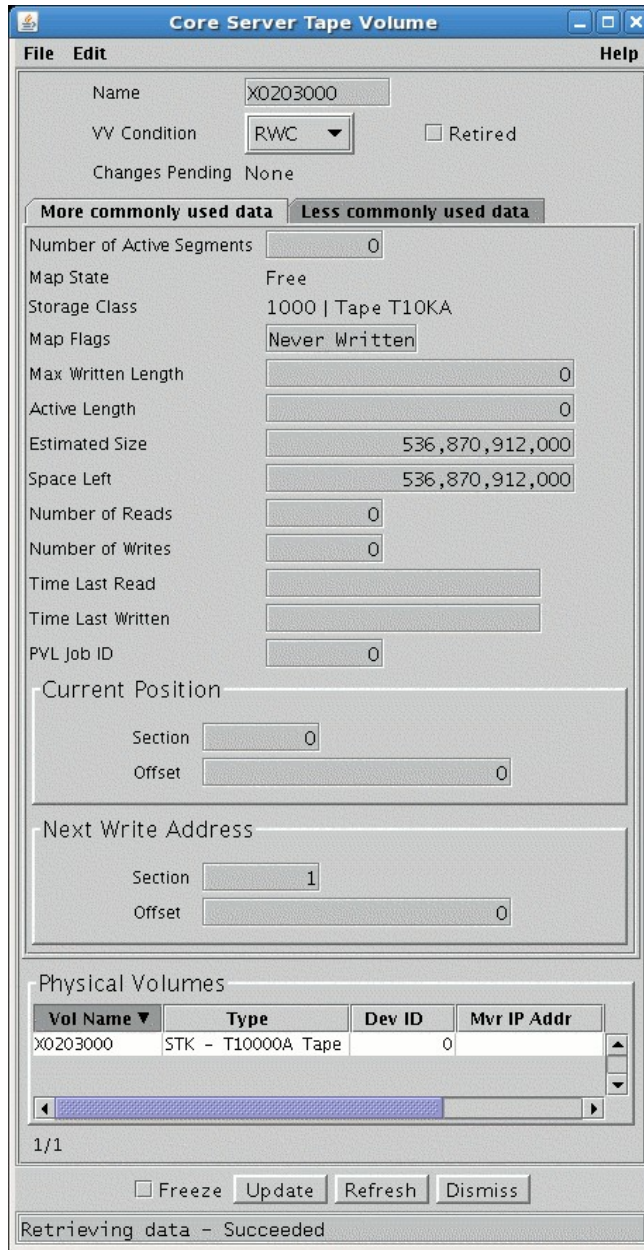 Core Server Tape Volume
File Edit Help
Name X0203000
VV Condition RWC Retired
Changes Pending None
More commonly used data Less commonly used data
Number of Active Segments 0
Map State Free
Storage Class 1000 | Tape T10KA
Map Flags Never Written
Max Written Length 0
Active Length 0
Estimated Size 536,870,912,000
Space Left 536,870,912,000
Number of Reads 0
Number of Writes 0
Time Last Read
Time Last Written
PVL Job ID 0
Current Position
Section 0
Offset 0
Next Write Address
Section 1
Offset 0
Physical Volumes
Vol Name ▼ Type Dev ID Mvr IP Addr
X0203000 STK - T10000A Tape 0
1/1
Freeze Update Refresh Dismiss
Retrieving data - Succeeded